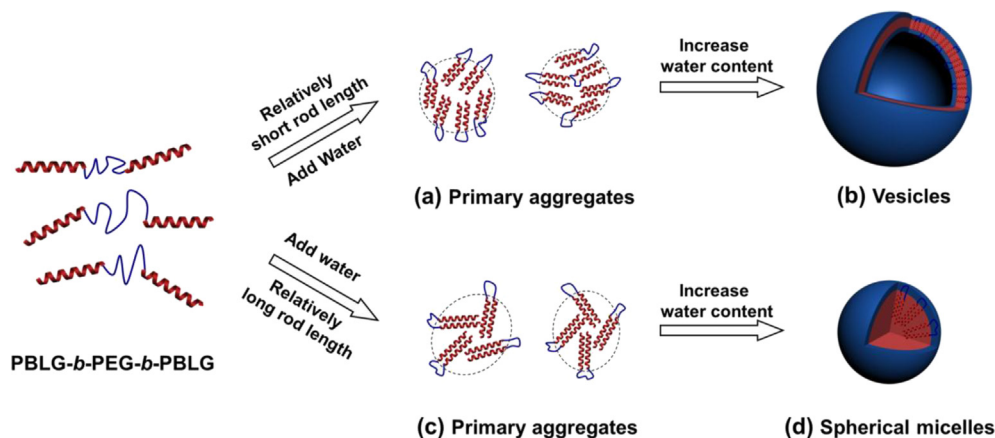 Relatively
short rod length
Add Water
Increase
water content
(a) Primary aggregates
(b) Vesicles
PBLG-b-PEG-b-PBLG
Add water
Relatively
long rod length
Increase
water content
(c) Primary aggregates
(d) Spherical micelles